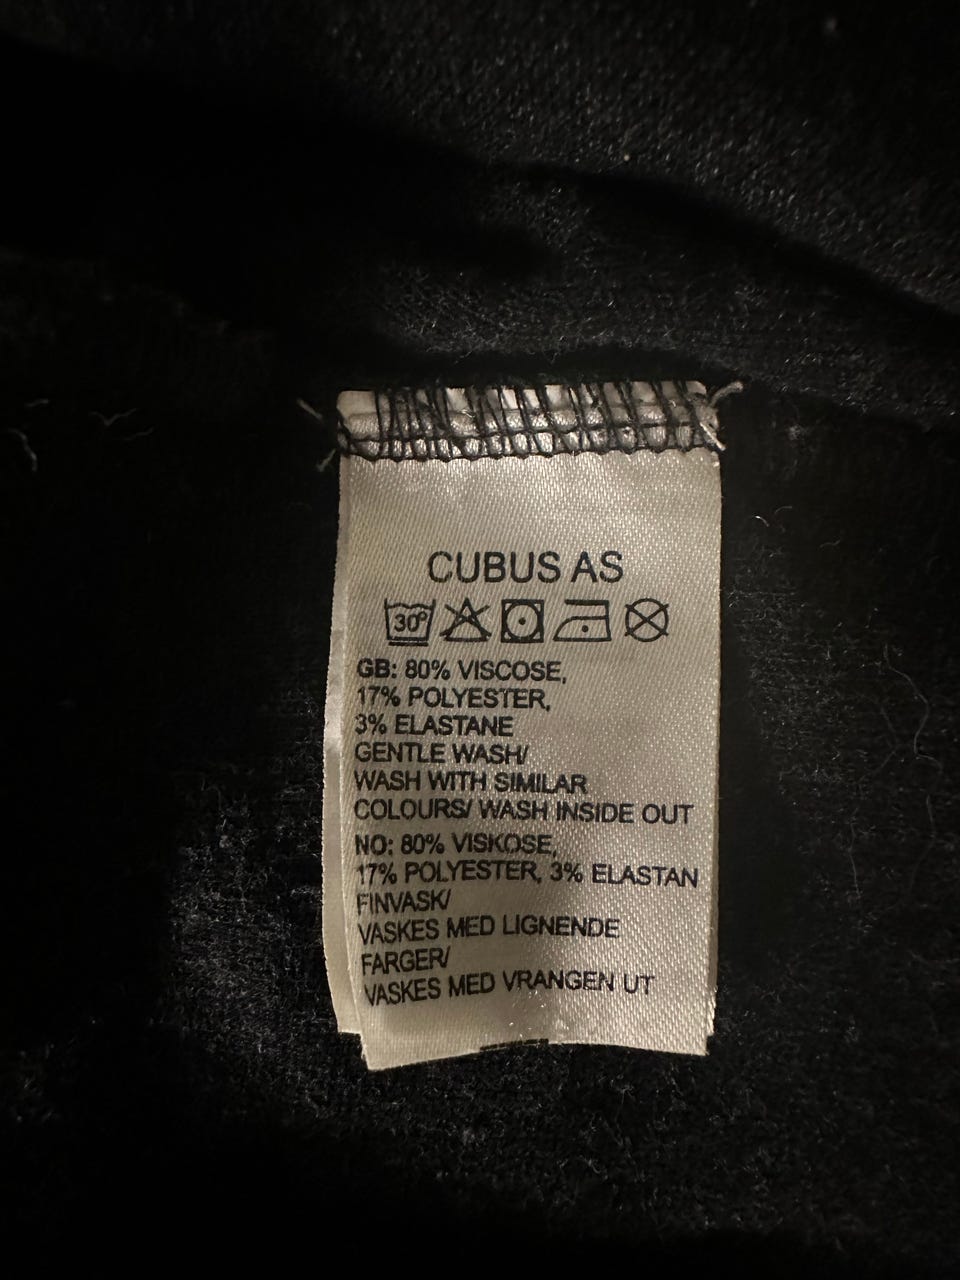 CUBUS AS
30°
GB: 80% VISCOSE,
17% POLYESTER,
3% ELASTANE
GENTLE WASH/
WASH WITH SIMILAR
COLOURS/ WASH INSIDE OUT
NO: 80% VISKOSE,
17% POLYESTER, 3% ELASTAN
FINVASK/
VASKES MED LIGNENDE
FARGER/
VASKES MED VRANGEN UT